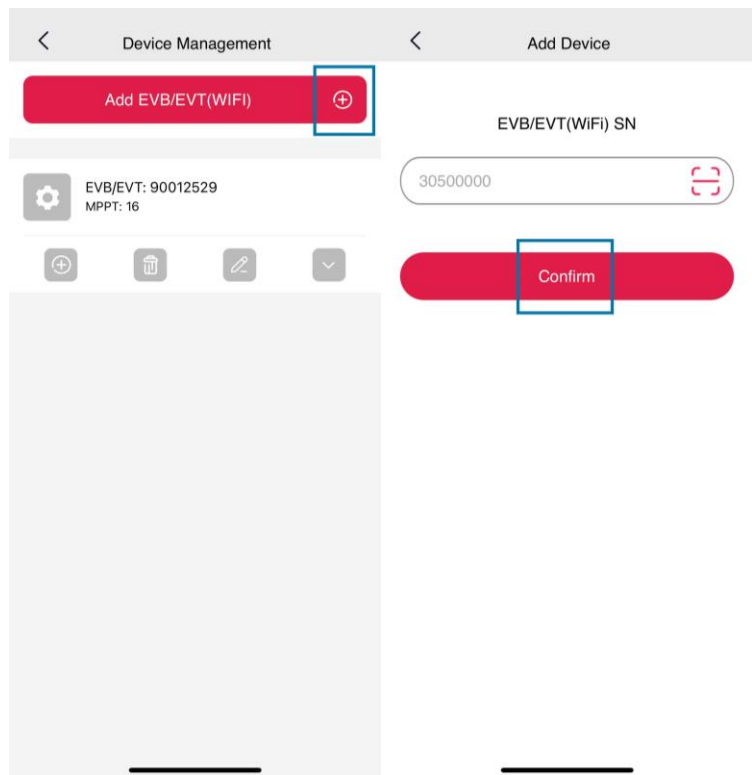 Device Management
Add EVB/EVT(WIFI)
EVB/EVT: 90012529
MPPT: 16
Add Device
EVB/EVT(WiFi) SN
30500000
Confirm